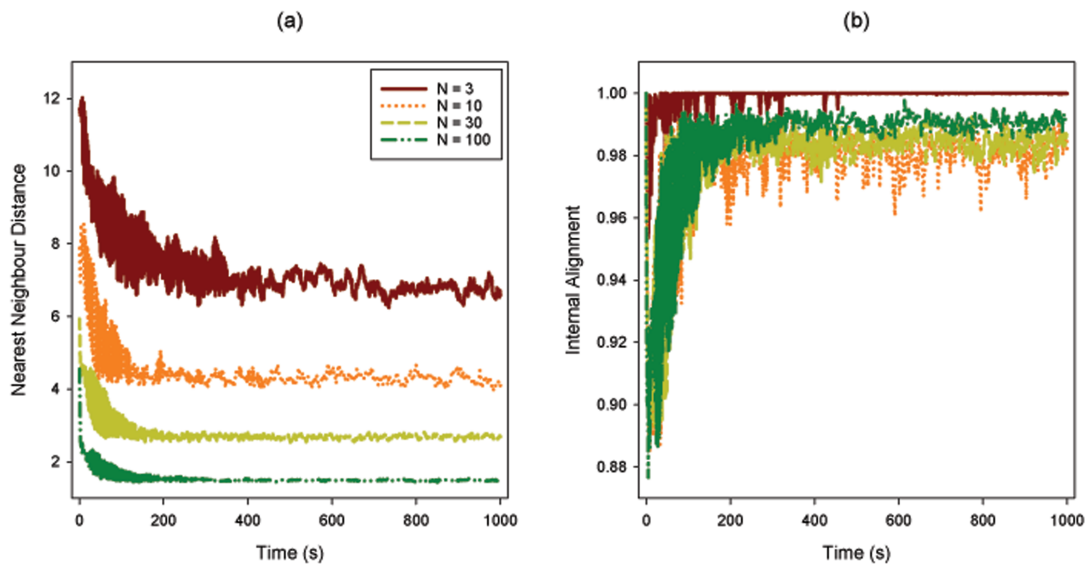 (a)
Nearest Neighbour Distance
12
10
8
6
4
2
N = 3
N = 10
N = 30
N = 100
0 200 400 600 800 1000
Time (s)
(b)
Internal Alignment
1.00
0.98
0.96
0.94
0.92
0.90
0.88
0 200 400 600 800 1000
Time (s)